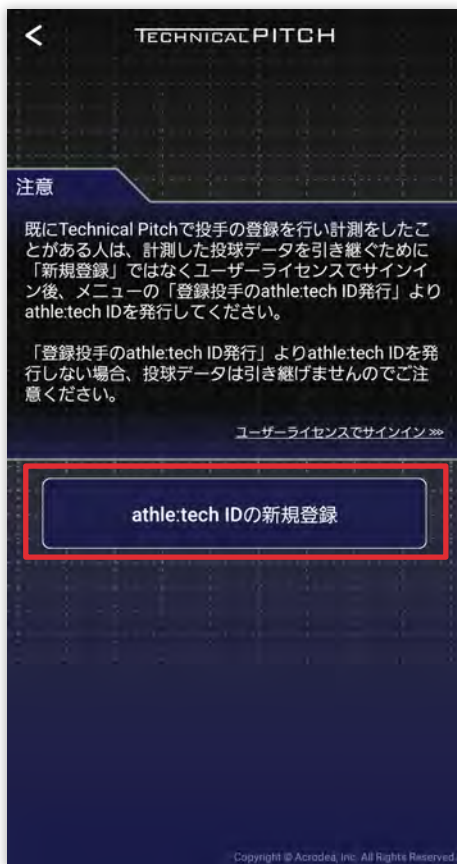 TECHNICAL PITCH
注意
既にTechnical Pitchで投手の登録を行い計測をしたこ
とがある人は、計測した投球データを引き継ぐために
「新規登録」ではなくユーザーライセンスでサインイ
ン後、メニューの「登録投手のathle:tech ID発行」より
athle:tech IDを発行してください。
「登録投手のathle:tech ID発行」よりathle:tech IDを発
行しない場合、投球データは引き継げませんのでご注
意ください。
ユーザーライセンスでサインイン >>>
athle:tech IDの新規登録
Copyright © Acrodea, Inc. All Rights Reserved